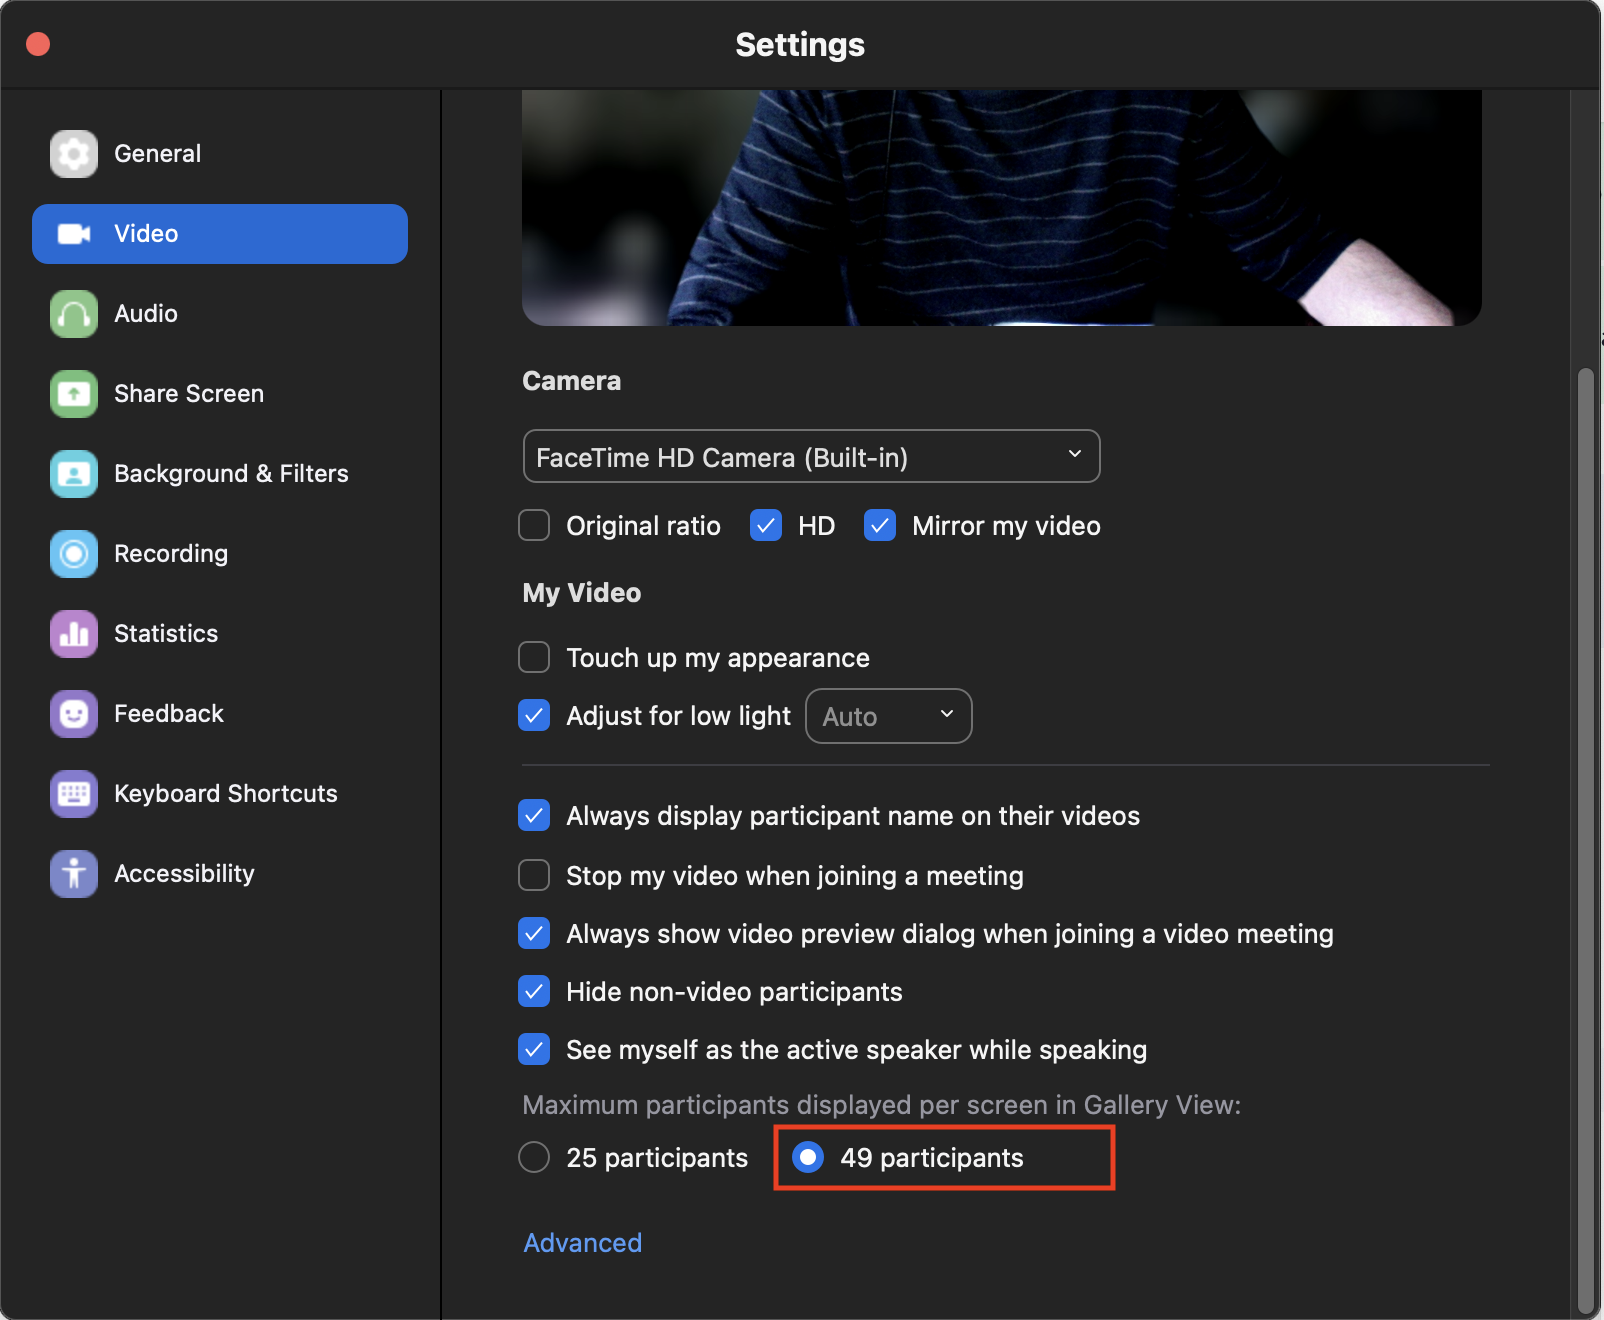 Settings
General
Video
Audio
Share Screen
Background & Filters
Recording
Statistics
Feedback
Keyboard Shortcuts
Accessibility
Camera
FaceTime HD Camera (Built-in)
Original ratio HD Mirror my video
My Video
Touch up my appearance
Adjust for low light Auto
Always display participant name on their videos
Stop my video when joining a meeting
Always show video preview dialog when joining a video meeting
Hide non-video participants
See myself as the active speaker while speaking
Maximum participants displayed per screen in Gallery View:
25 participants 49 participants
Advanced